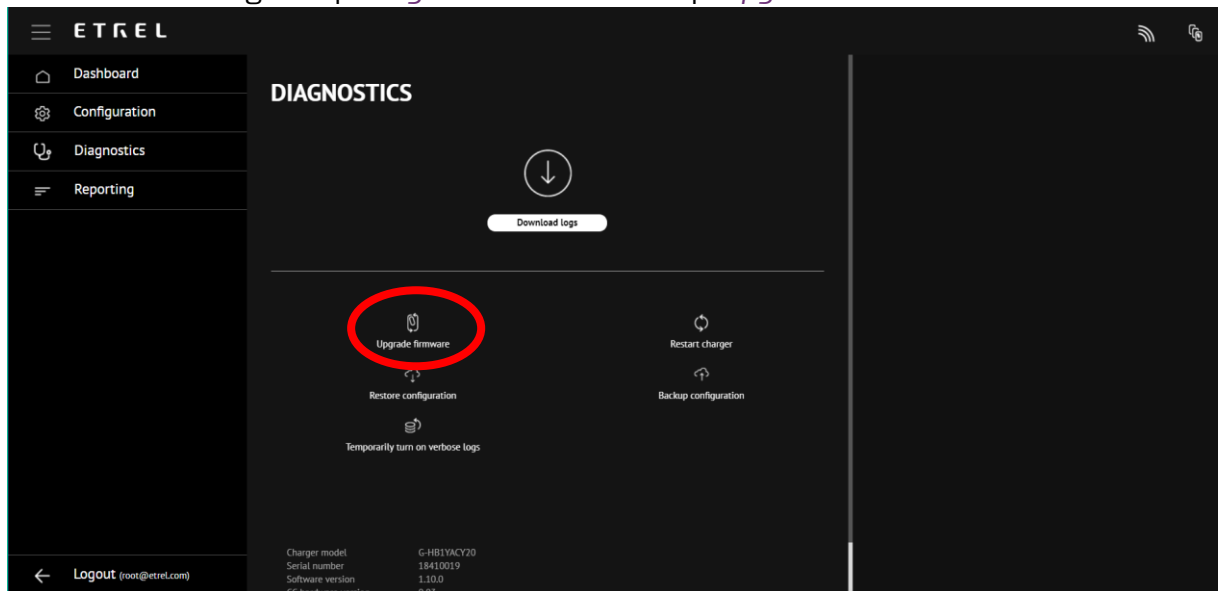 ETREL
Dashboard
Configuration
Diagnostics
Reporting
DIAGNOSTICS
Download logs
Upgrade firmware
Restart charger
Restore configuration
Backup configuration
Temporarily turn on verbose logs
Charger model G-HB1YACY20
Serial number 18410019
Software version 1.10.0
Logout (root@etrel.com)